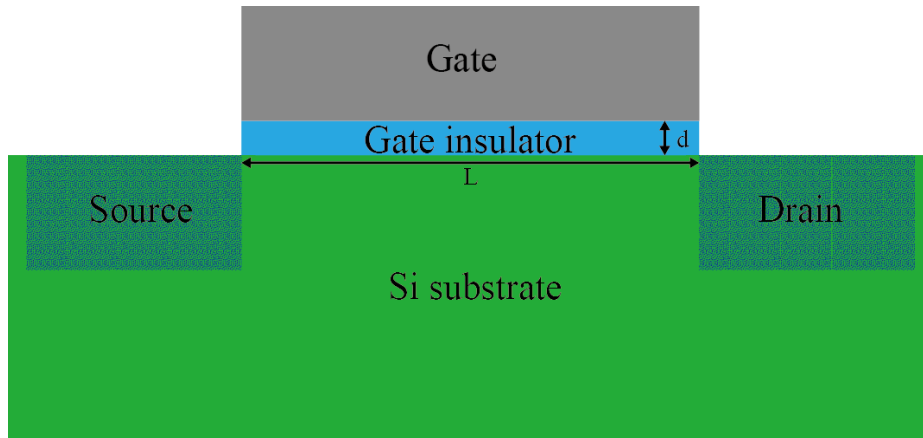 Gate
Gate insulator
d
L
Source
Drain
Si substrate